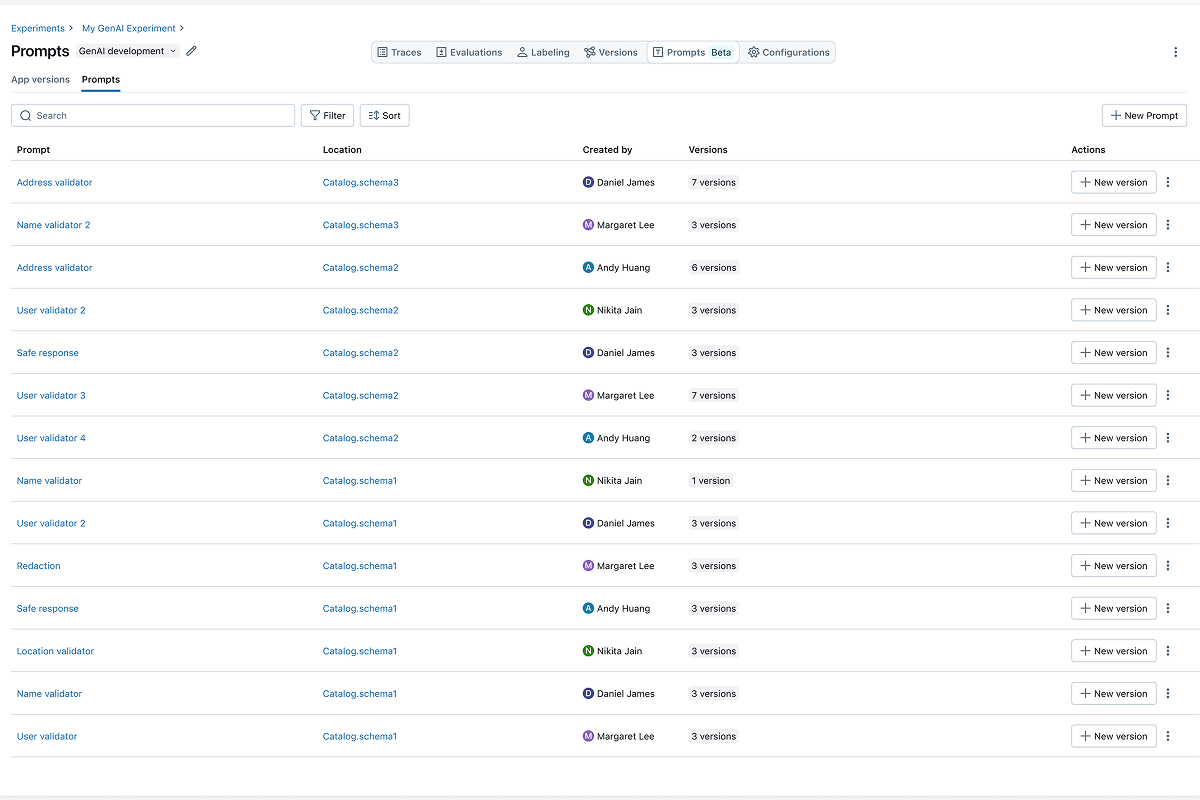 Experiments > My GenAI Experiment >
Prompts GenAI development
Traces Evaluations Labeling Versions Prompts Beta Configurations
App versions Prompts
Search Filter Sort + New Prompt
Prompt Location Created by Versions Actions
Address validator Catalog.schema3 D Daniel James 7 versions + New version
Name validator 2 Catalog.schema3 M Margaret Lee 3 versions + New version
Address validator Catalog.schema2 A Andy Huang 6 versions + New version
User validator 2 Catalog.schema2 N Nikita Jain 3 versions + New version
Safe response Catalog.schema2 D Daniel James 3 versions + New version
User validator 3 Catalog.schema2 M Margaret Lee 7 versions + New version
User validator 4 Catalog.schema2 A Andy Huang 2 versions + New version
Name validator Catalog.schema1 N Nikita Jain 1 version + New version
User validator 2 Catalog.schema1 D Daniel James 3 versions + New version
Redaction Catalog.schema1 M Margaret Lee 3 versions + New version
Safe response Catalog.schema1 A Andy Huang 3 versions + New version
Location validator Catalog.schema1 N Nikita Jain 3 versions + New version
Name validator Catalog.schema1 D Daniel James 3 versions + New version
User validator Catalog.schema1 M Margaret Lee 3 versions + New version